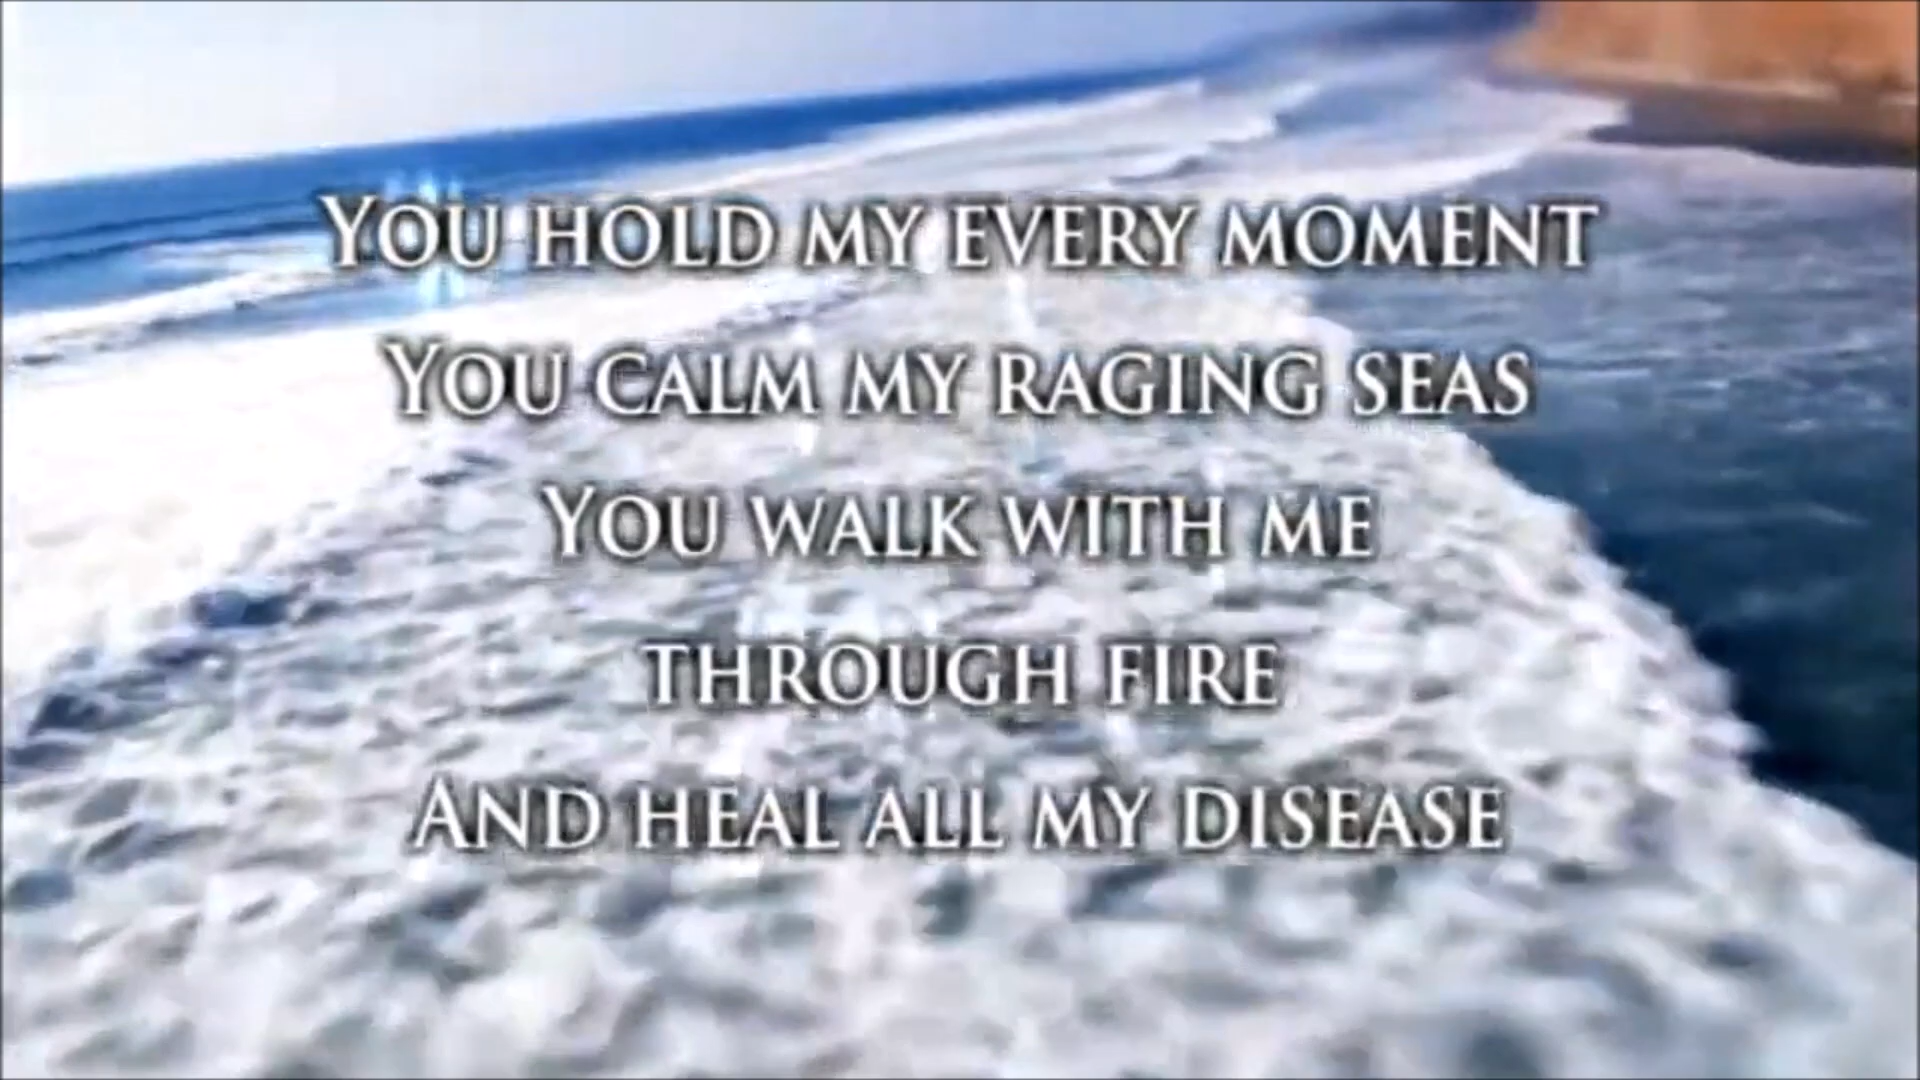 You hold my every moment
You calm my raging seas
You walk with me
through fire
And heal all my disease